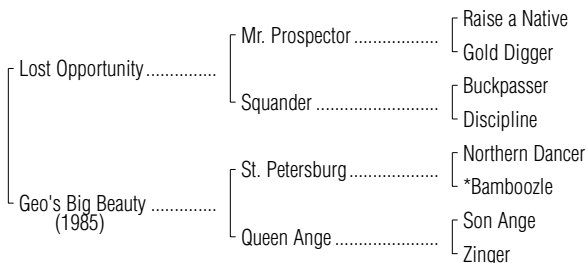 Raise a Native
Mr. Prospector ..................
Gold Digger
Lost Opportunity ...............
Buckpasser
Squander ..........................
Discipline
Northern Dancer
St. Petersburg...................
*Bamboozle
Geo's Big Beauty ..............
(1985)
Son Ange
Queen Ange ......................
Zinger